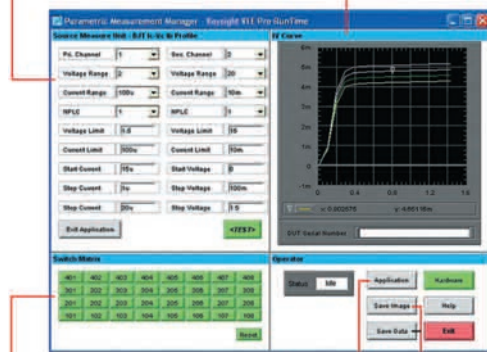 Parametric Measurement Manager - Keysight VEE Pro RunTime
Source Measure Unit - BJT Ic-Vc Ib Profile
Pri. Channel 1 Sec. Channel 2
Voltage Range 2 Voltage Range 20
Current Range 100u Current Range 10m
NPLC 1 NPLC 1
Voltage Limit Voltage Limit 10
Current Limit 100u Current Limit 10m
Start Current 15u Start Voltage 0
Step Current 1u Step Voltage 100m
Stop Current 20u Stop Voltage 1.5
Exit Application <TEST>
IV Curve
6m
5m
4m
3m
2m
1m
0
-1m
0 0.4 0.8 1.2 1.6
DUT Serial Number
Switch Matrix
401 402 403 404 405 406 407 408
301 302 303 304 305 306 307 308
201 202 203 204 205 206 207 208
101 102 103 104 105 106 107 108
Reset
Operator
Status Idle
Application Hardware
Save Image Help
Save Data Exit